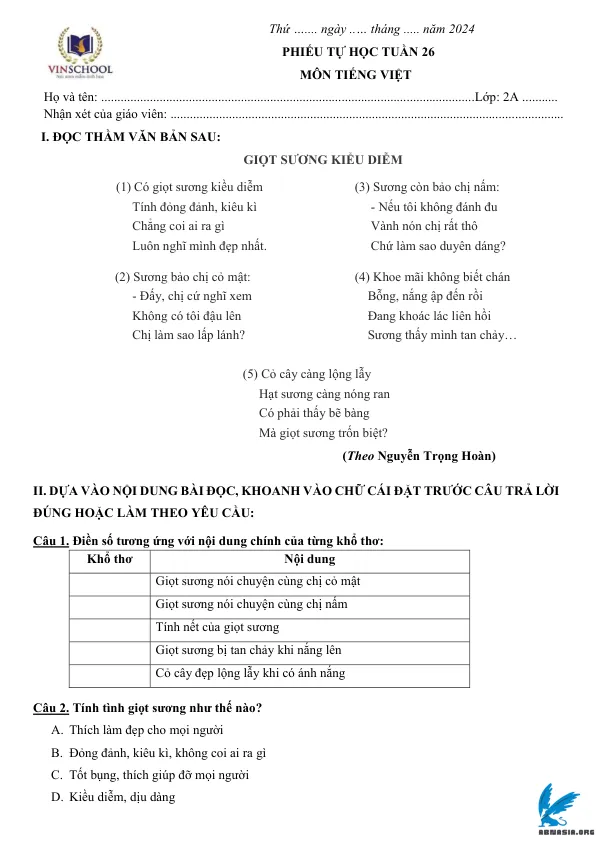 VINSCHOOL
Thứ ....... ngày ..... tháng ..... năm 2024
PHIẾU TỰ HỌC TUẦN 26
MÔN TIẾNG VIỆT
Họ và tên: ...................................................................................................................Lớp: 2A ...........
Nhận xét của giáo viên: .........................................................................................................................
I. ĐỌC THẦM VĂN BẢN SAU:
GIỌT SƯƠNG KIỀU DIỄM
(1) Có giọt sương kiều diễm
Tính đỏng đảnh, kiêu kì
Chẳng coi ai ra gì
Luôn nghĩ mình đẹp nhất.
(2) Sương bảo chị cỏ mật:
- Đấy, chị cứ nghĩ xem
Không có tôi đậu lên
Chị làm sao lấp lánh?
(3) Sương còn bảo chị nấm:
- Nếu tôi không đánh đu
Vành nón chị rất thô
Chứ làm sao duyên dáng?
(4) Khoe mãi không biết chán
Bỗng, nắng ập đến rồi
Đang khoác lác liên hồi
Sương thấy mình tan chảy…
(5) Cỏ cây càng lộng lẫy
Hạt sương càng nóng ran
Có phải thấy bẽ bàng
Mà giọt sương trốn biệt?
(Theo Nguyễn Trọng Hoàn)
II. DỰA VÀO NỘI DUNG BÀI ĐỌC, KHOANH VÀO CHỮ CÁI ĐẶT TRƯỚC CÂU TRẢ LỜI
ĐÚNG HOẶC LÀM THEO YÊU CẦU:
Câu 1. Điền số tương ứng với nội dung chính của từng khổ thơ:
Khổ thơ Nội dung
Giọt sương nói chuyện cùng chị cỏ mật
Giọt sương nói chuyện cùng chị nấm
Tính nết của giọt sương
Giọt sương bị tan chảy khi nắng lên
Cỏ cây đẹp lộng lẫy khi có ánh nắng
Câu 2. Tính tình giọt sương như thế nào?
A. Thích làm đẹp cho mọi người
B. Đỏng đảnh, kiêu kì, không coi ai ra gì
C. Tốt bụng, thích giúp đỡ mọi người
D. Kiều diễm, dịu dàng
ABNASIA.ORG